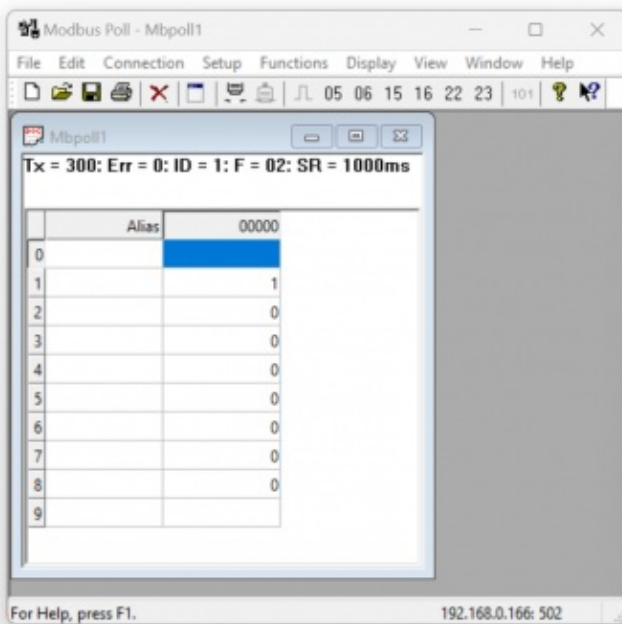 Modbus Poll - Mbpoll1
File Edit Connection Setup Functions Display View Window Help
05 06 15 16 22 23 101
Mbpoll1
Tx = 300: Err = 0: ID = 1: F = 02: SR = 1000ms
Alias 00000
0
1 1
2 0
3 0
4 0
5 0
6 0
7 0
8 0
9
For Help, press F1. 192.168.0.166: 502